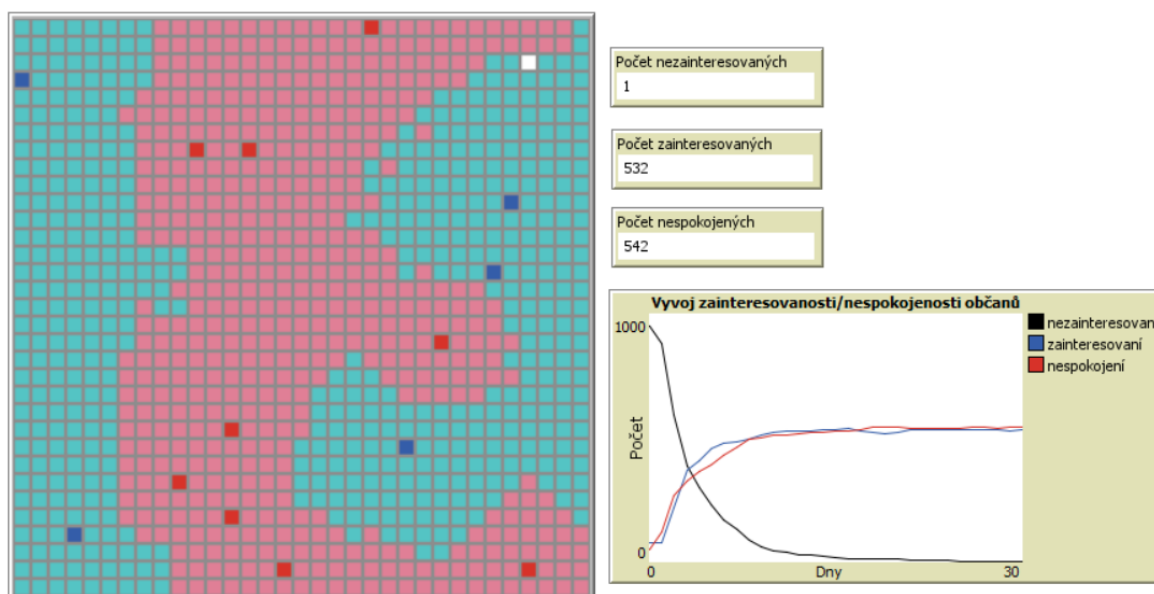 Počet nezainteresovaných
1
Počet zainteresovaných
532
Počet nespokojených
542
Vyvoj zainteresovanosti/nespokojenosti občanů
1000
Počet
0
0
Dny
30
nezainteresovan
zainteresovaní
nespokojení